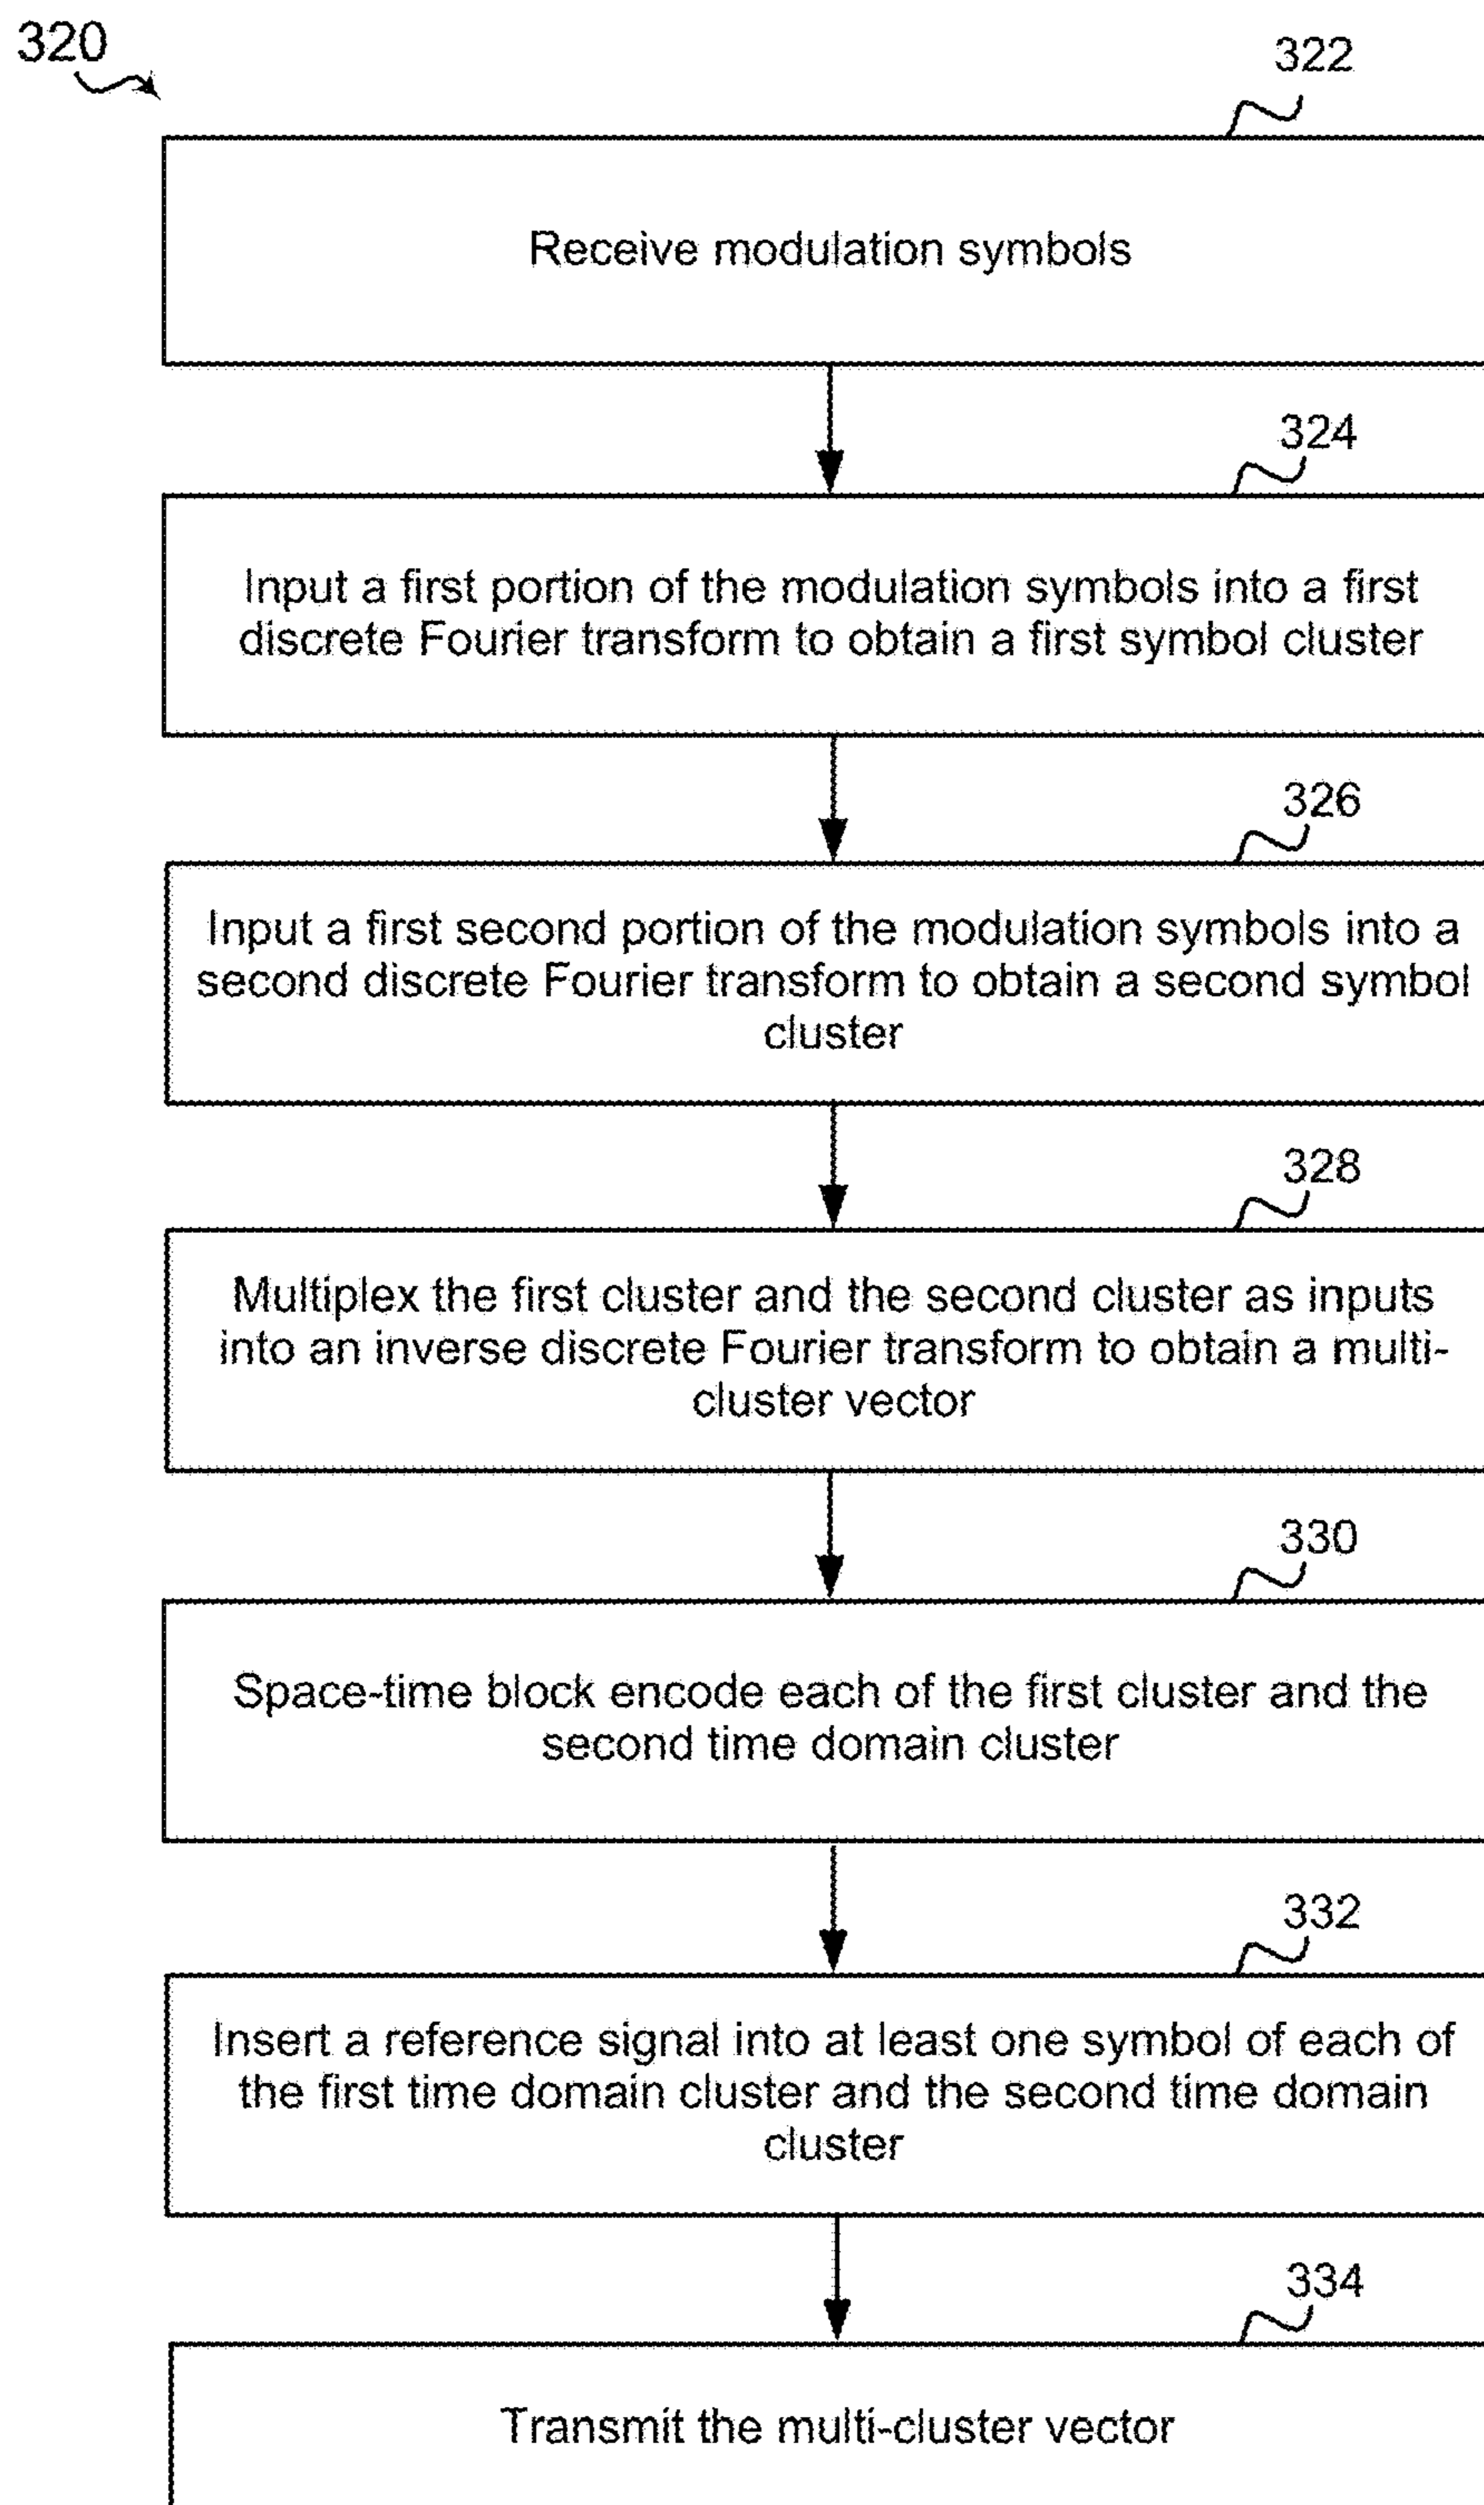 320
322
Receive modulation symbols
324
Input a first portion of the modulation symbols into a first
discrete Fourier transform to obtain a first symbol cluster
326
Input a first second portion of the modulation symbols into a
second discrete Fourier transform to obtain a second symbol
cluster
328
Multiplex the first cluster and the second cluster as inputs
into an inverse discrete Fourier transform to obtain a multi-
cluster vector
330
Space-time block encode each of the first cluster and the
second time domain cluster
332
Insert a reference signal into at least one symbol of each of
the first time domain cluster and the second time domain
cluster
334
Transmit the multi-cluster vector